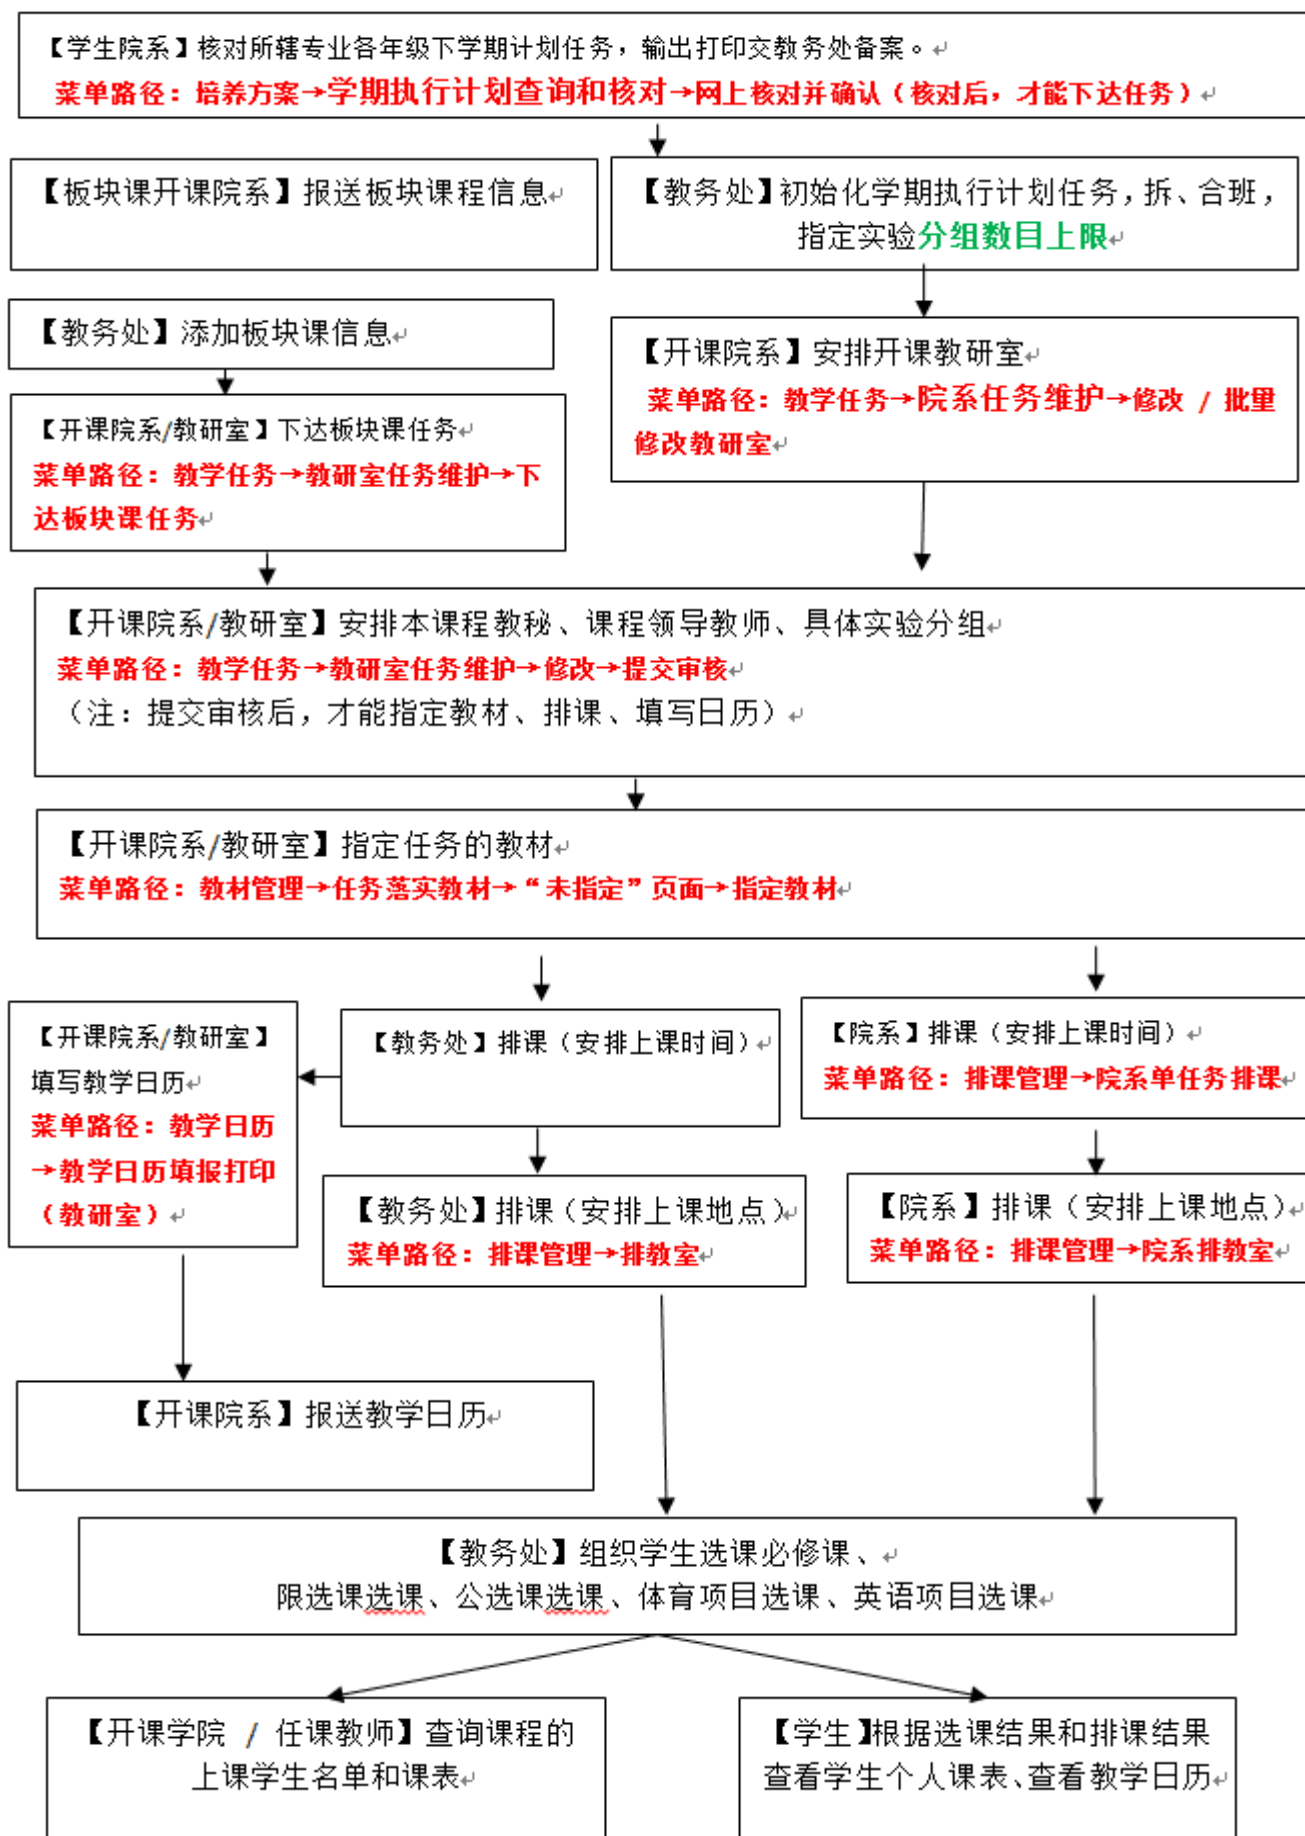 【学生院系】核对所辖专业各年级下学期计划任务，输出打印交教务处备案。
菜单路径：培养方案→学期执行计划查询和核对→网上核对并确认（核对后，才能下达任务）
【板块课开课院系】报送板块课程信息
【教务处】初始化学期执行计划任务，拆、合班，
指定实验分组数目上限
【教务处】添加板块课信息
【开课院系】安排开课教研室
菜单路径：教学任务→院系任务维护→修改 / 批量
修改教研室
【开课院系/教研室】下达板块课任务
菜单路径：教学任务→教研室任务维护→下
达板块课任务
【开课院系/教研室】安排本课程教秘、课程领导教师、具体实验分组
菜单路径：教学任务→教研室任务维护→修改→提交审核
（注：提交审核后，才能指定教材、排课、填写日历）
【开课院系/教研室】指定任务的教材
菜单路径：教材管理→任务落实教材→“未指定”页面→指定教材
【开课院系/教研室】
填写教学日历
菜单路径：教学日历
→教学日历填报打印
（教研室）
【教务处】排课（安排上课时间）
【院系】排课（安排上课时间）
菜单路径：排课管理→院系单任务排课
【教务处】排课（安排上课地点）
菜单路径：排课管理→排教室
【院系】排课（安排上课地点）
菜单路径：排课管理→院系排教室
【开课院系】报送教学日历
【教务处】组织学生选课必修课、
限选课选课、公选课选课、体育项目选课、英语项目选课
【开课学院 / 任课教师】查询课程的
上课学生名单和课表
【学生】根据选课结果和排课结果
查看学生个人课表、查看教学日历